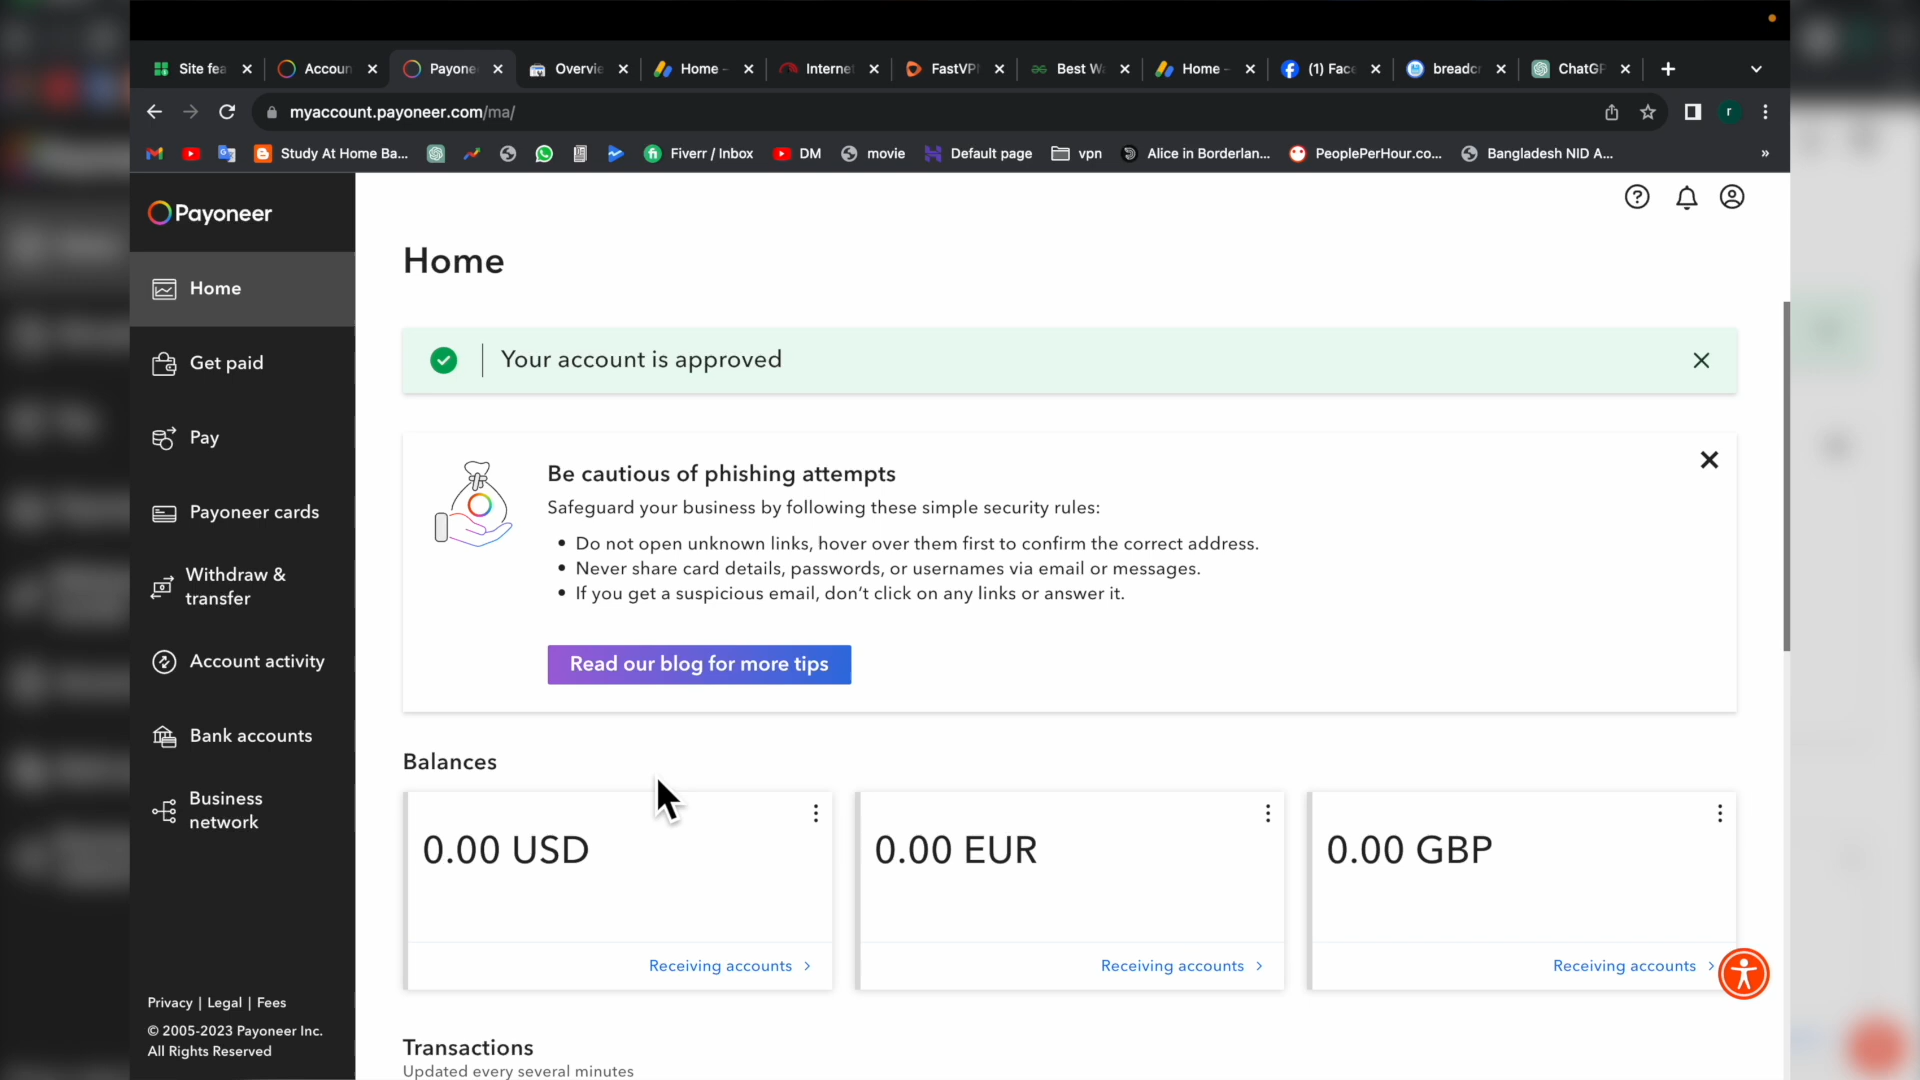 Site fea
Accoun
Payone
Overvie
Home -
Interne
FastVP
Best W
Home -
(1) Face
breadc
ChatGP
myaccount.payoneer.com/ma/
Study At Home Ba...
Fiverr / Inbox
DM
movie
Default page
vpn
Alice in Borderlan...
PeoplePerHour.co...
Bangladesh NID A...
»
Payoneer
Home
Get paid
Pay
Payoneer cards
Withdraw &
transfer
Account activity
Bank accounts
Business
network
Privacy | Legal | Fees
© 2005-2023 Payoneer Inc.
All Rights Reserved
Home
Your account is approved
Be cautious of phishing attempts
Safeguard your business by following these simple security rules:
• Do not open unknown links, hover over them first to confirm the correct address.
• Never share card details, passwords, or usernames via email or messages.
• If you get a suspicious email, don’t click on any links or answer it.
Read our blog for more tips
Balances
0.00 USD
Receiving accounts >
0.00 EUR
Receiving accounts >
0.00 GBP
Receiving accounts >
Transactions
Updated every several minutes